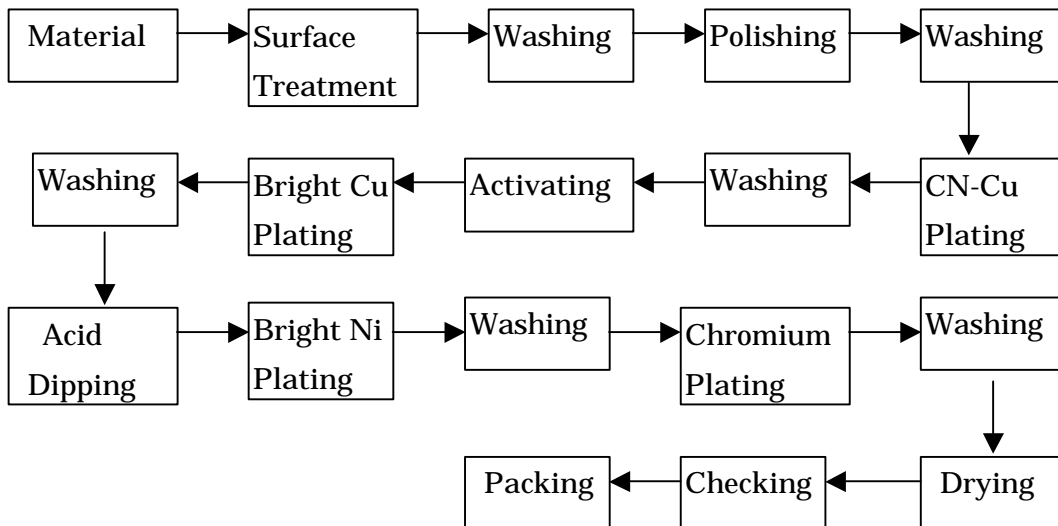 Material
Surface
Treatment
Washing
Polishing
Washing
CN-Cu
Plating
Washing
Activating
Bright Cu
Plating
Washing
Acid
Dipping
Bright Ni
Plating
Washing
Chromium
Plating
Washing
Drying
Checking
Packing